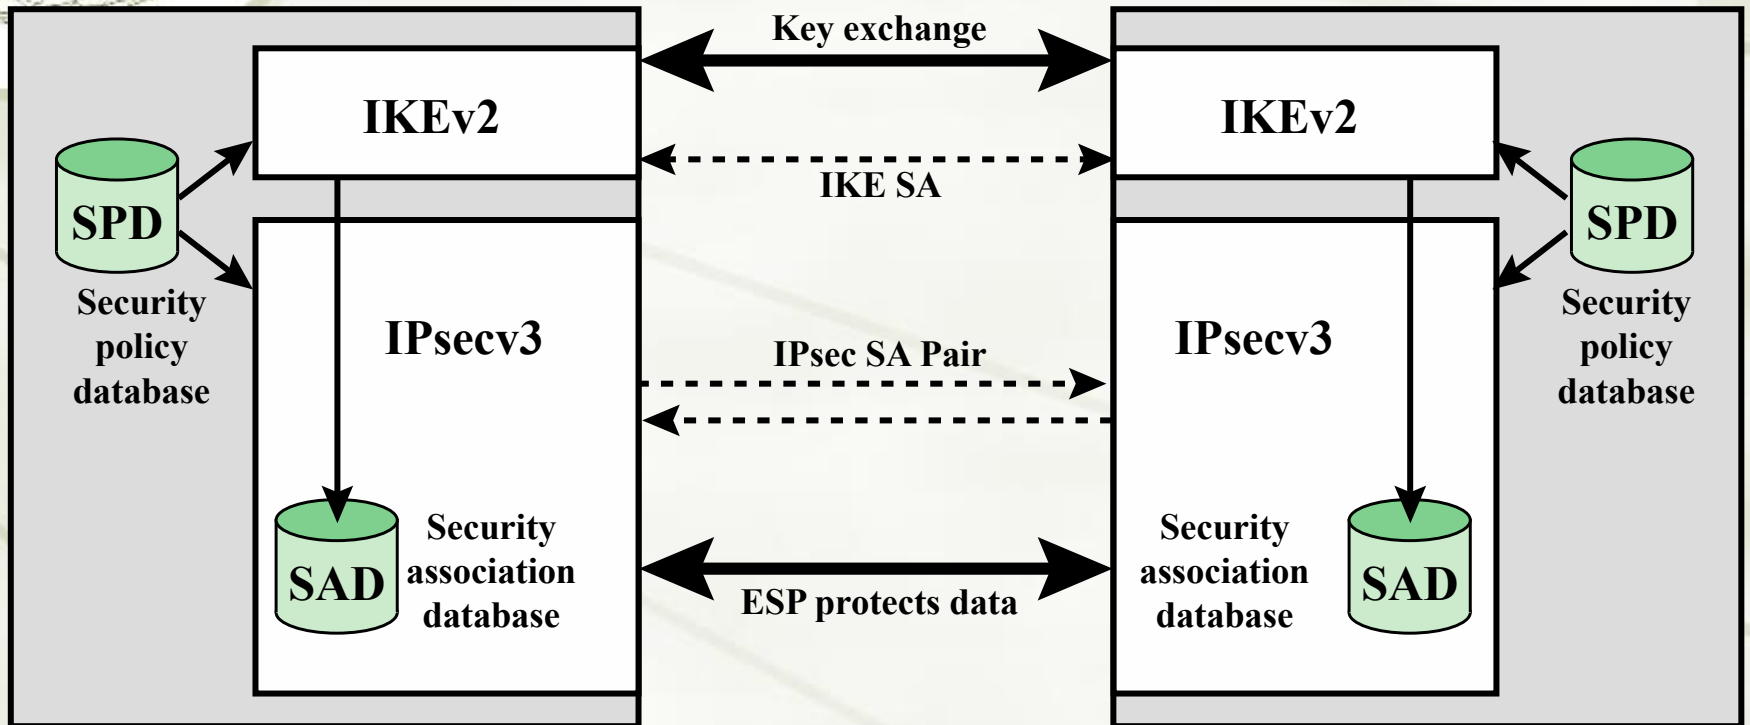 Key exchange
IKEv2
IKEv2
IKE SA
SPD
SPD
Security
policy
database
Security
policy
database
IPsecv3
IPsecv3
IPsec SA Pair
SAD
Security
association
database
Security
association
database
SAD
ESP protects data